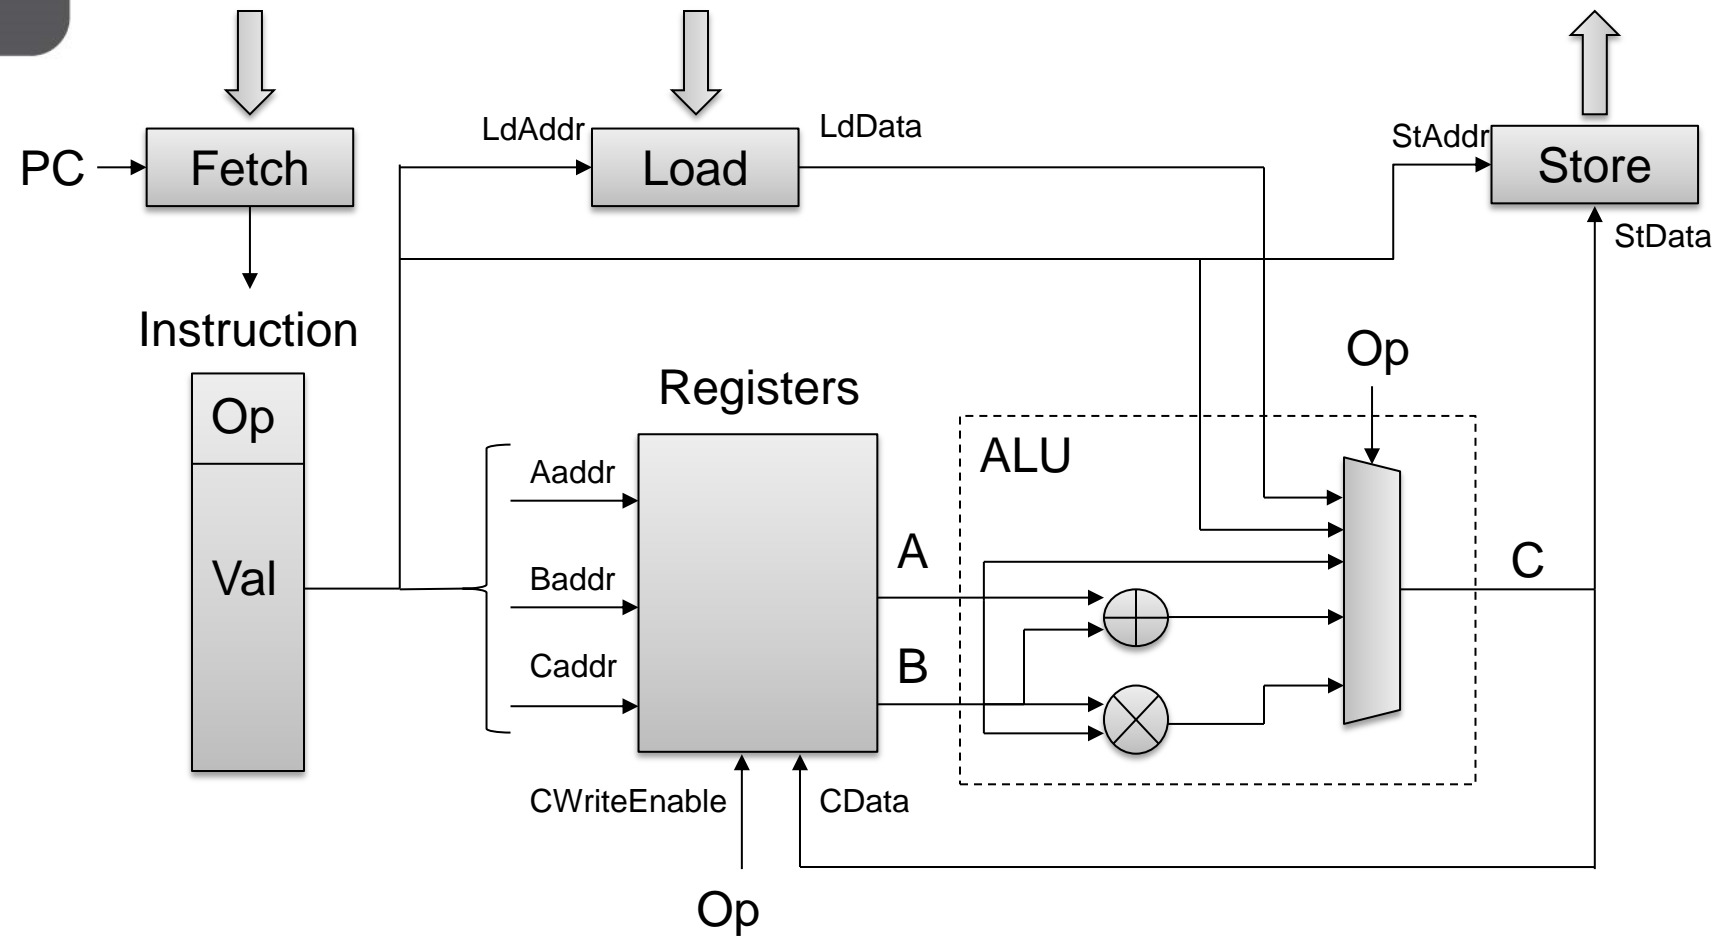 PC
Fetch
LdAddr
Load
LdData
StAddr
Store
StData
Instruction
Op
Val
Registers
Aaddr
Baddr
Caddr
CWriteEnable
CData
Op
A
B
ALU
Op
C